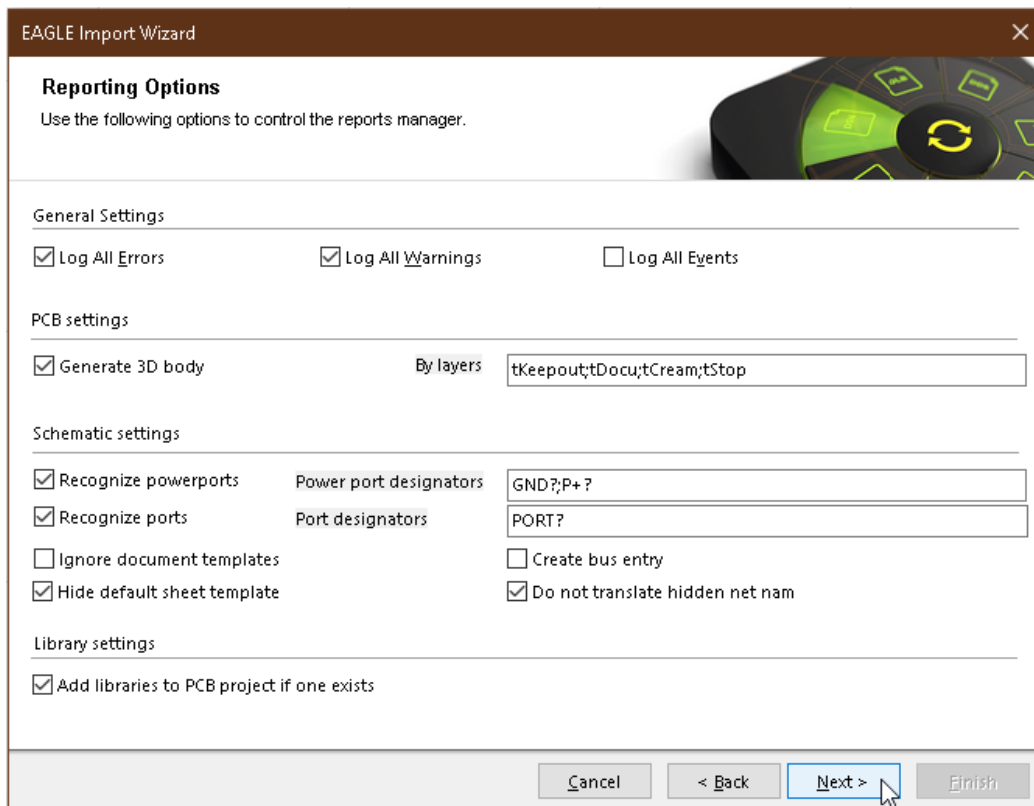 EAGLE Import Wizard
Reporting Options
Use the following options to control the reports manager.
General Settings
Log All Errors Log All Warnings Log All Events
PCB settings
Generate 3D body By layers tKeepout;tDocu;tCream;tStop
Schematic settings
Recognize powerports Power port designators GND?;P+?
Recognize ports Port designators PORT?
Ignore document templates Create bus entry
Hide default sheet template Do not translate hidden net nam
Library settings
Add libraries to PCB project if one exists
Cancel < Back Next > Finish